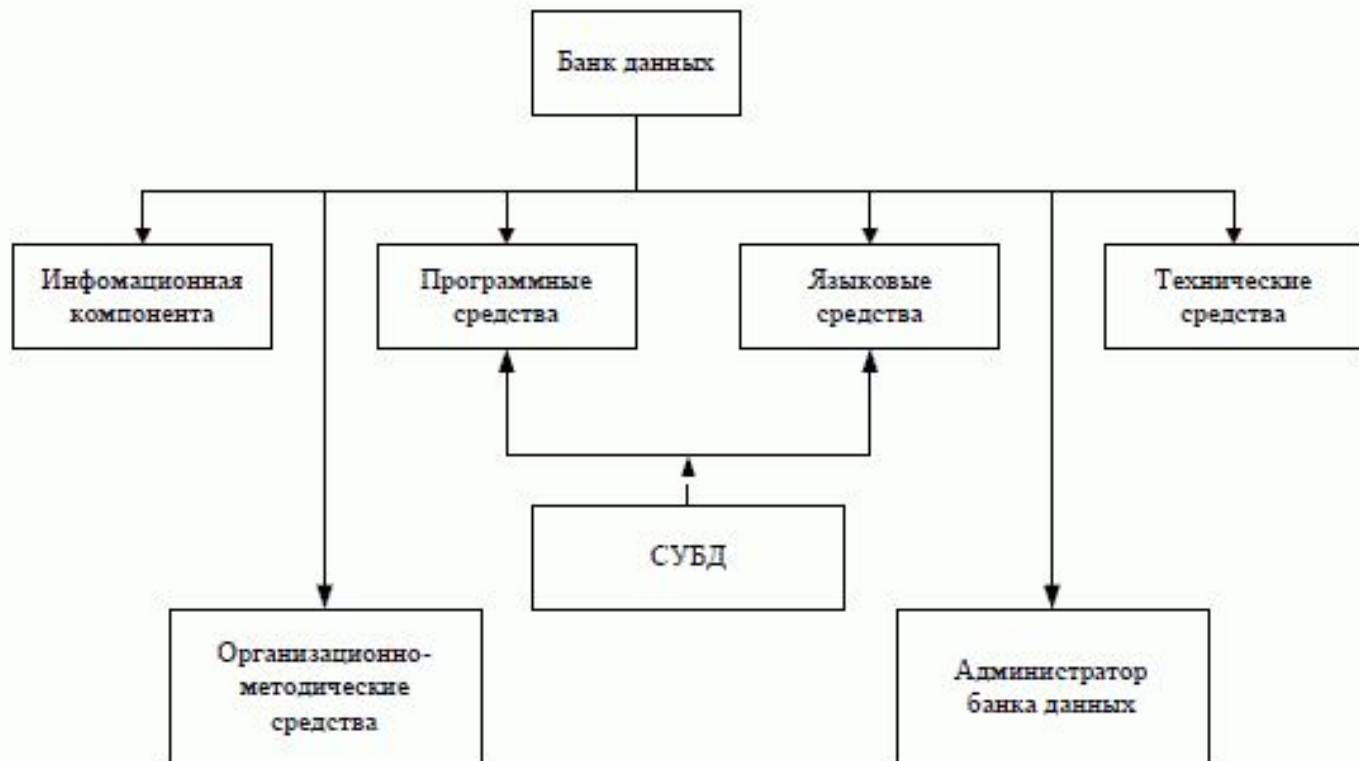 Банк данных
Инфомационная
компонента
Программные
средства
Языковые
средства
Технические
средства
СУБД
Организационно-
методические
средства
Администратор
банка данных